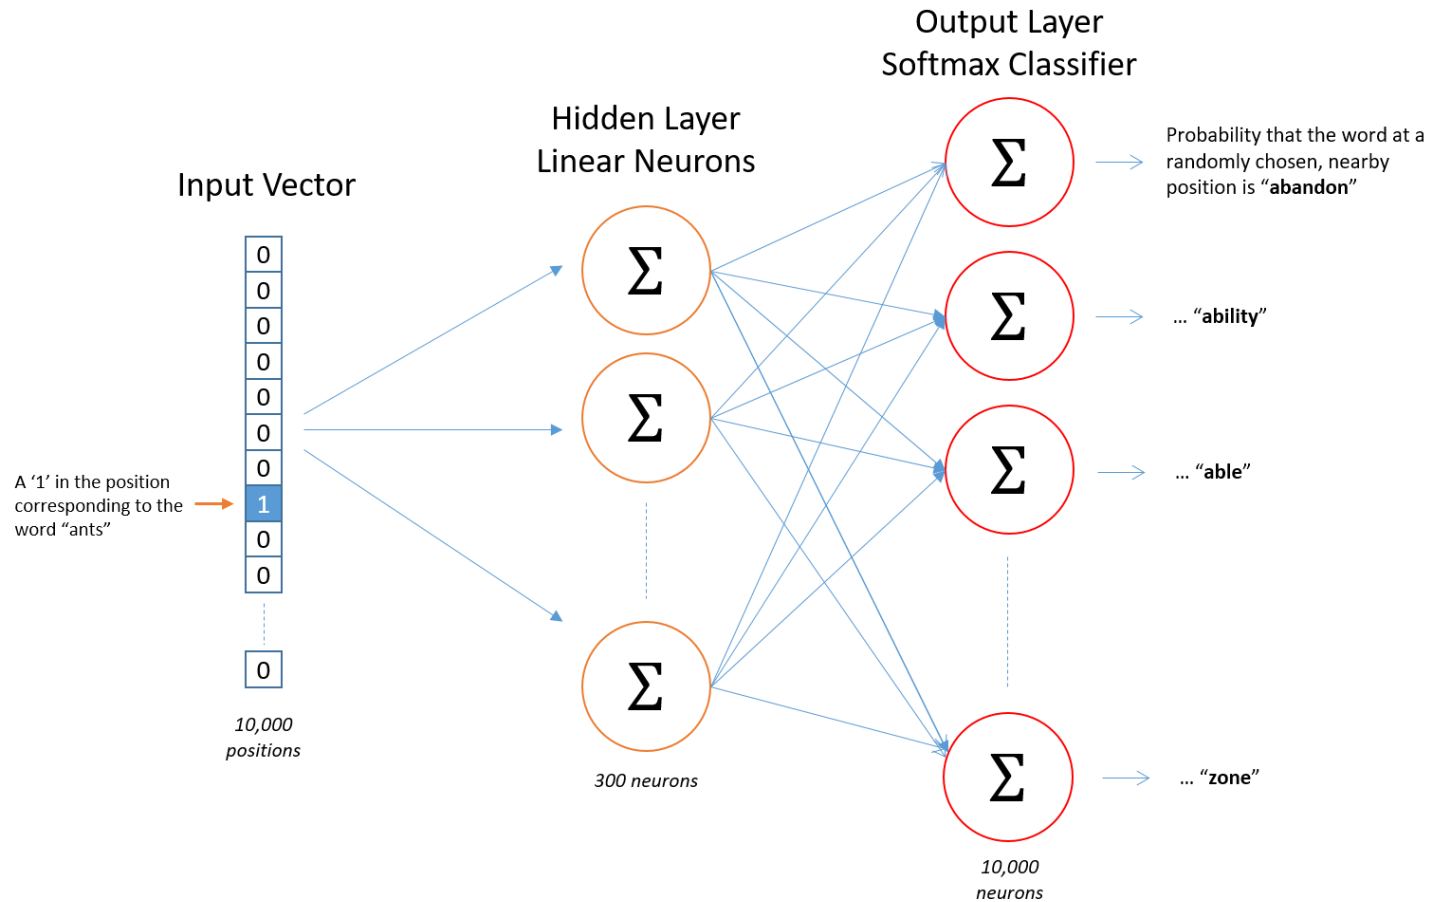 Output Layer
Softmax Classifier
Hidden Layer
Linear Neurons
Input Vector
0
0
0
0
0
0
0
1
0
0
0
A ‘1’ in the position
corresponding to the
word “ants”
10,000
positions
Σ
Σ
Σ
300 neurons
Σ
Σ
Σ
Σ
10,000
neurons
Probability that the word at a
randomly chosen, nearby
position is “abandon”
... “ability”
... “able”
... “zone”